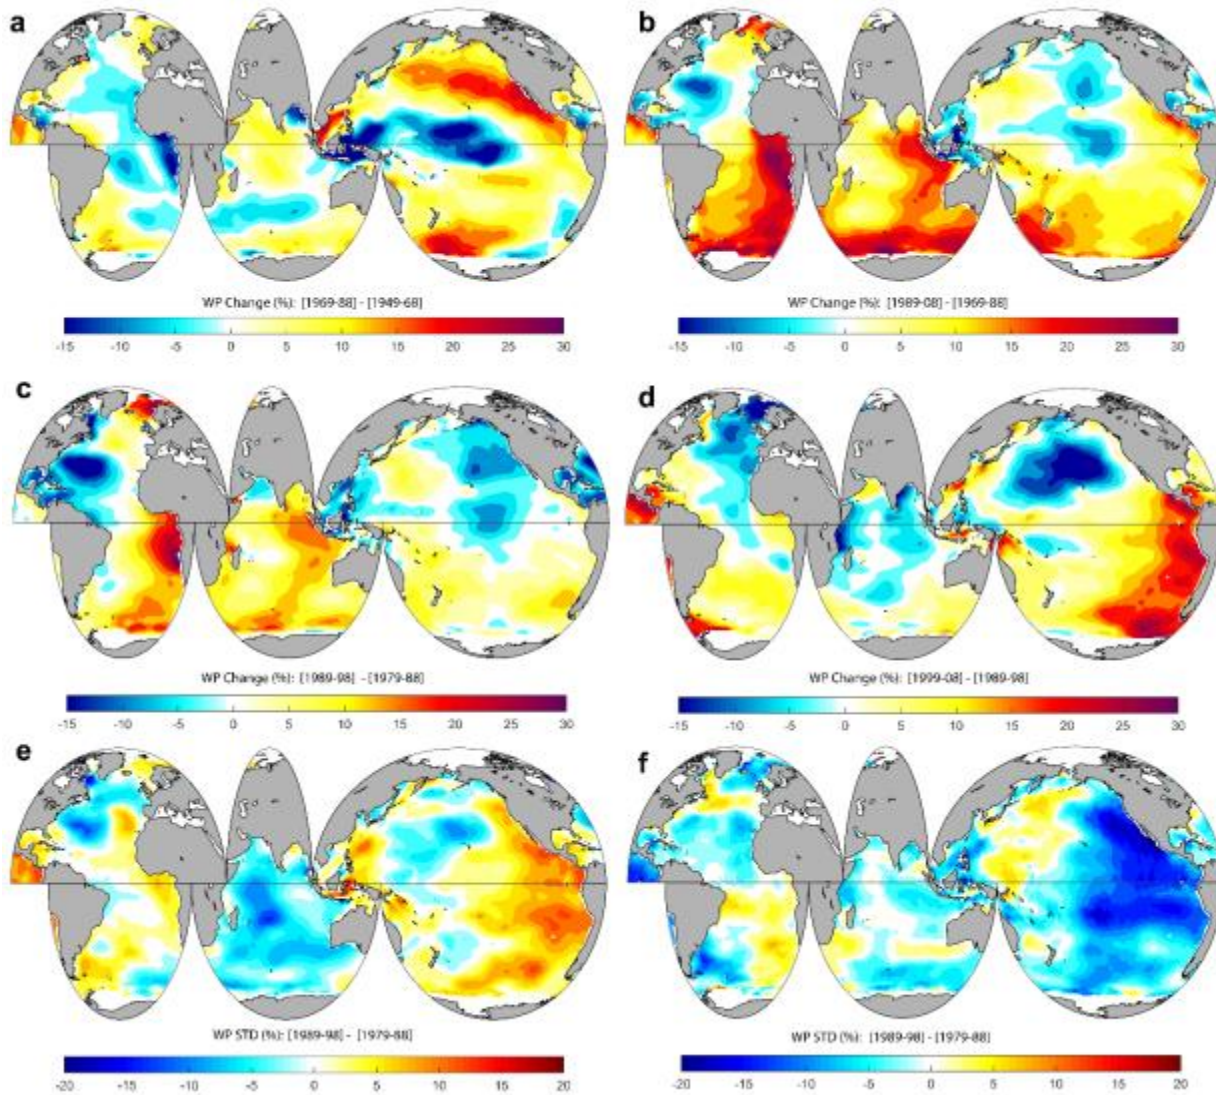 a b
WP Change (%): [1969-88] - [1949-68] WP Change (%): [1989-08] - [1969-88]
-15 -10 -5 0 5 10 15 20 25 30 -15 -10 -5 0 5 10 15 20 25 30
c d
WP Change (%): [1989-98] - [1979-88] WP Change (%): [1999-08] - [1989-98]
-15 -10 -5 0 5 10 15 20 25 30 -15 -10 -5 0 5 10 15 20 25 30
e f
WP STD (%): [1989-98] - [1979-88] WP STD (%): [1989-98] - [1979-88]
-20 -15 -10 -5 0 5 10 15 20 -20 -15 -10 -5 0 5 10 15 20